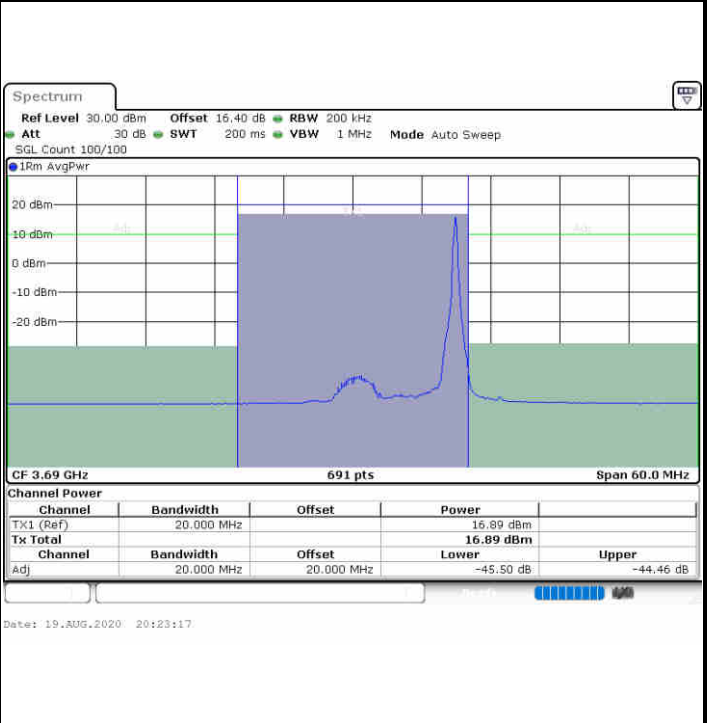 Spectrum
Ref Level 30.00 dBm Offset 16.40 dB RBW 200 kHz
Att 30 dB SWT 200 ms VBW 1 MHz Mode Auto Sweep
SGL Count 100/100
1Rm AvgPwr
20 dBm
Adj Adj
10 dBm
0 dBm
-10 dBm
-20 dBm
CF 3.69 GHz 691 pts Span 60.0 MHz
Channel Power
Channel Bandwidth Offset Power
TX1 (Ref) 20.000 MHz 16.89 dBm
Tx Total 16.89 dBm
Channel Bandwidth Offset Lower Upper
Adj 20.000 MHz 20.000 MHz -45.50 dB -44.46 dB
Date: 19.AUG.2020 20:23:17